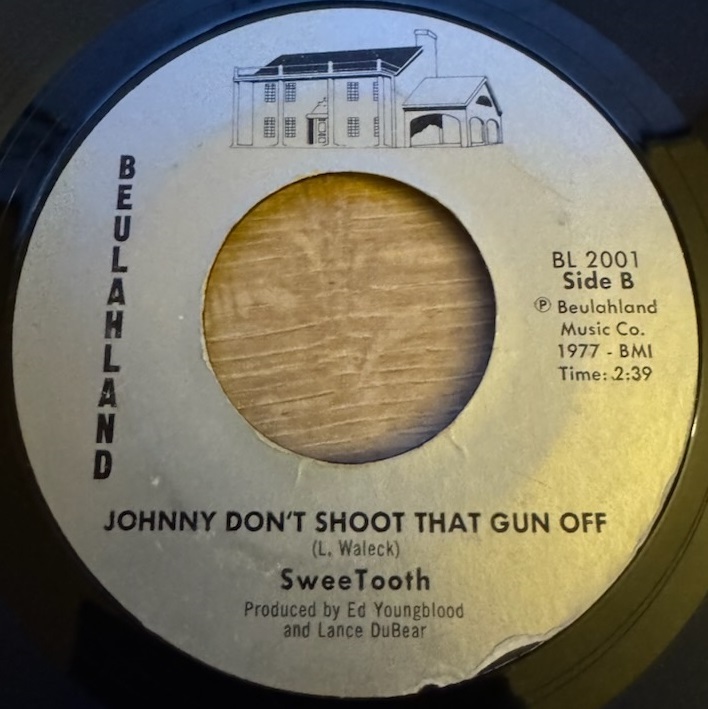 BEULAHLAND
BL 2001
Side B
℗ Beulahland
Music Co.
1977 - BMI
Time: 2:39
JOHNNY DON'T SHOOT THAT GUN OFF
(L. Waleck)
SweeTooth
Produced by Ed Youngblood
and Lance DuBear